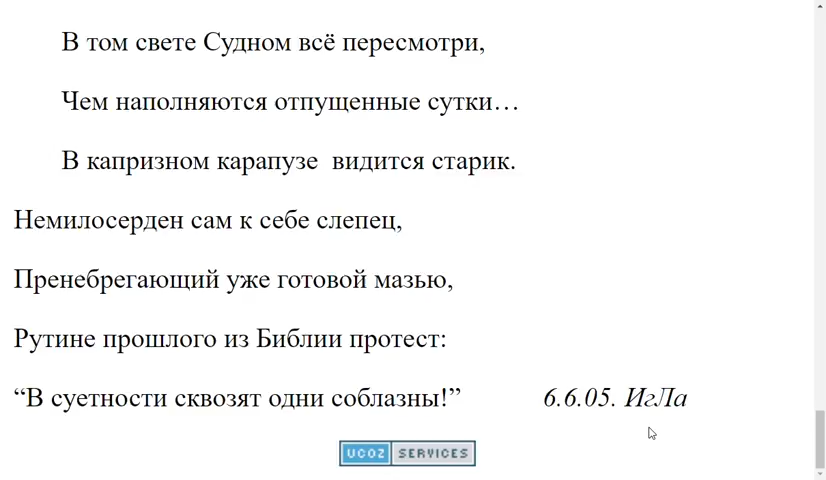 В том свете Судном всё пересмотри,
Чем наполняются отпущенные сутки…
В капризном карапузе видится старик.
Немилосерден сам к себе слепец,
Пренебрегающий уже готовой мазью,
Рутине прошлого из Библии протест:
“В суетности сквозят одни соблазны!” 6.6.05. ИгЛа
UCOZ SERVICES